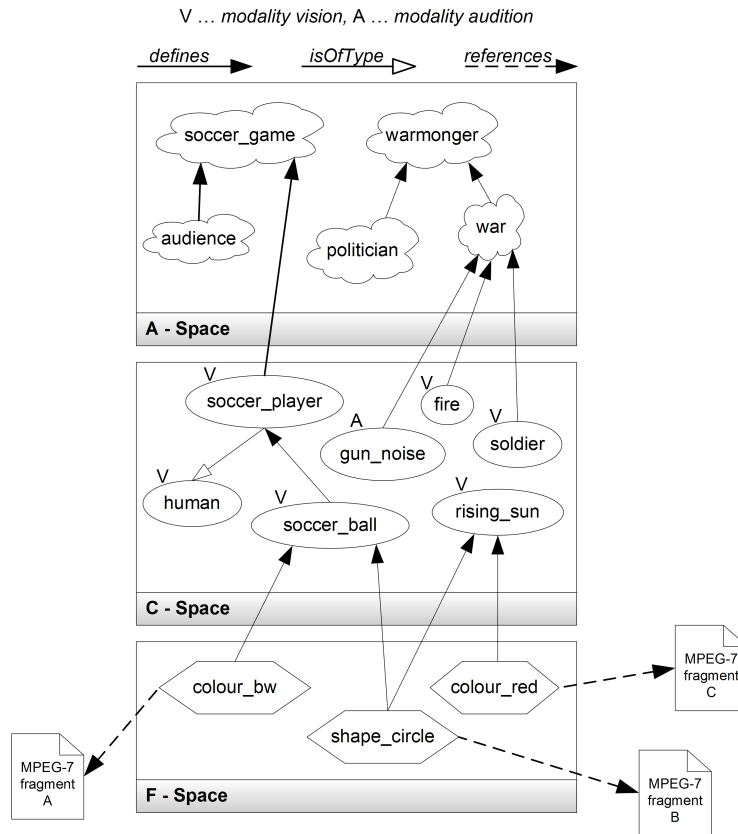 V … modality vision, A … modality audition
defines
isOfType
references
soccer_game
warmonger
audience
politician
war
A - Space
V
soccer_player
V
fire
A
gun_noise
V
soldier
V
human
V
soccer_ball
V
rising_sun
C - Space
colour_bw
colour_red
shape_circle
MPEG-7
fragment
C
MPEG-7
fragment
A
MPEG-7
fragment
B
F - Space